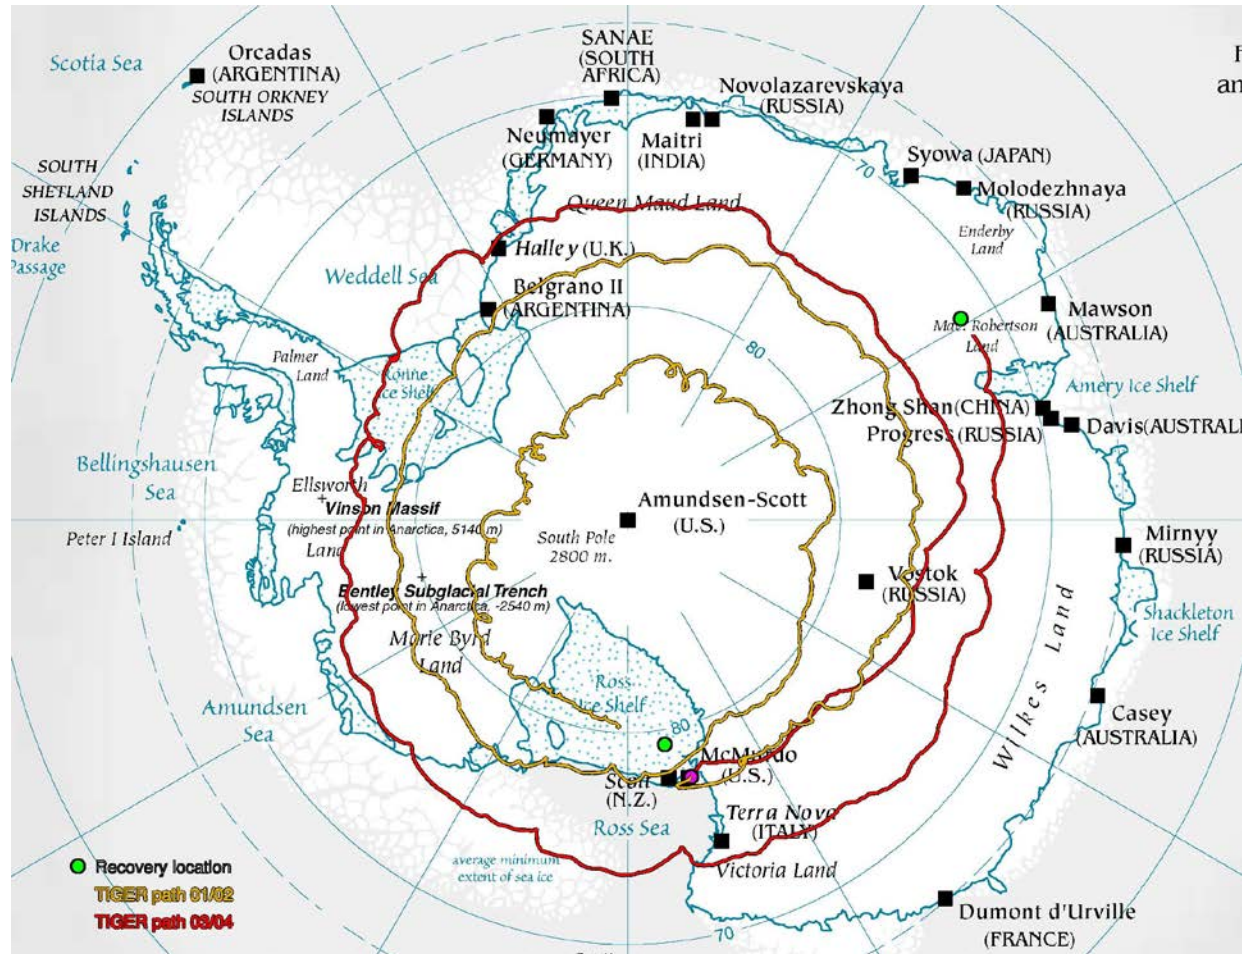 Scotia Sea
Orcadas
(ARGENTINA)
SOUTH ORKNEY
ISLANDS
SANAE
(SOUTH
AFRICA)
Novolazarevskaya
(RUSSIA)
Neumayer
(GERMANY)
Maitri
(INDIA)
Syowa (JAPAN)
Molodezhnaya
(RUSSIA)
70
SOUTH
SHETLAND
ISLANDS
Drake
Passage
Queen Maud Land
Enderby
Land
Halley (U.K.)
Weddell Sea
Belgrano II
(ARGENTINA)
Mawson
(AUSTRALIA)
Mac. Robertson
Land
Palmer
Land
Ronne
Ice Shelf
80
Amery Ice Shelf
Zhong Shan (CHINA)
Progress (RUSSIA)
Davis (AUSTRALI
Bellingshausen
Sea
Ellsworth
Vinson Massif
(highest point in Anarctica, 5140 m)
Land
Amundsen-Scott
(U.S.)
South Pole
2800 m.
Peter I Island
Mirnyy
(RUSSIA)
Vostok
(RUSSIA)
Bentley Subglacial Trench
(lowest point in Anarctica, -2540 m)
Shackleton
Ice Shelf
Marie Byrd
Land
Ross
Ice Shelf
Wilkes Land
Amundsen
Sea
80
Casey
(AUSTRALIA)
McMurdo
(U.S.)
Scott
(N.Z.)
Ross Sea
Terra Nova
(ITALY)
Victoria Land
average minimum
extent of sea ice
Recovery location
TIGER path 01/02
TIGER path 03/04
70
Dumont d'Urville
(FRANCE)